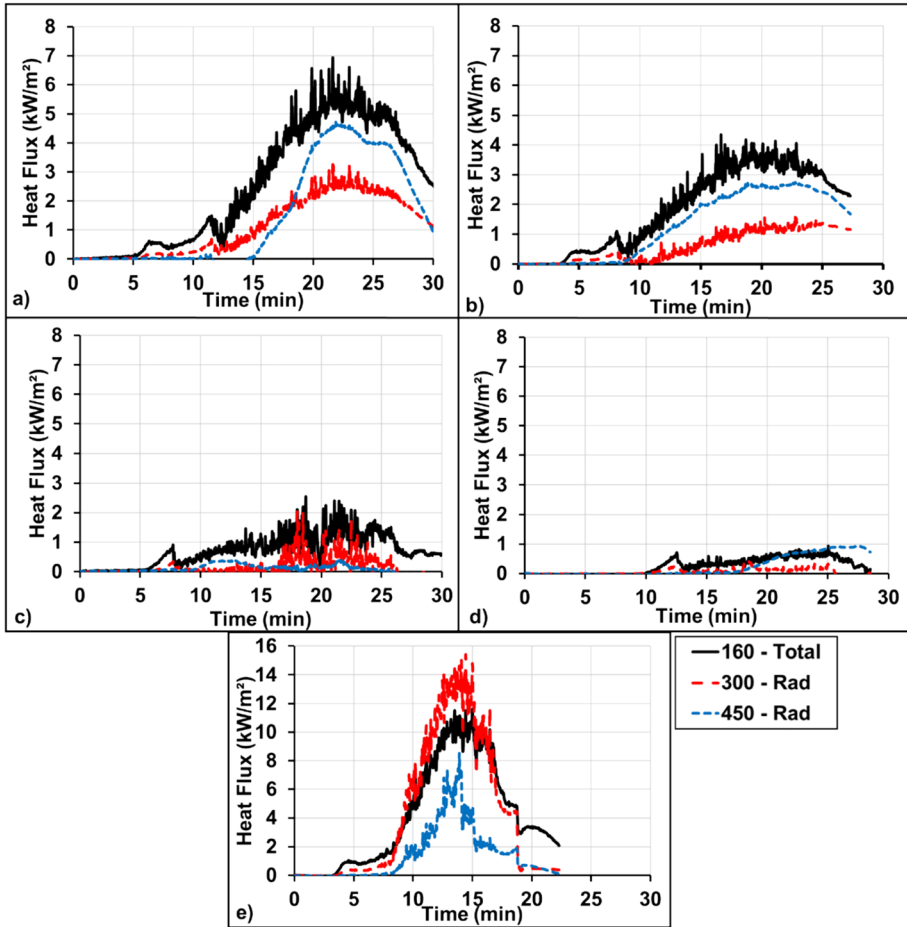 8
7
6
5
4
3
2
1
0
Heat Flux (kW/m²)
0 5 10 15 20 25 30
Time (min)
a)
8
7
6
5
4
3
2
1
0
Heat Flux (kW/m²)
0 5 10 15 20 25 30
Time (min)
b)
8
7
6
5
4
3
2
1
0
Heat Flux (kW/m²)
0 5 10 15 20 25 30
Time (min)
c)
8
7
6
5
4
3
2
1
0
Heat Flux (kW/m²)
0 5 10 15 20 25 30
Time (min)
d)
16
14
12
10
8
6
4
2
0
Heat Flux (kW/m²)
0 5 10 15 20 25 30
Time (min)
e)
160 - Total
300 - Rad
450 - Rad